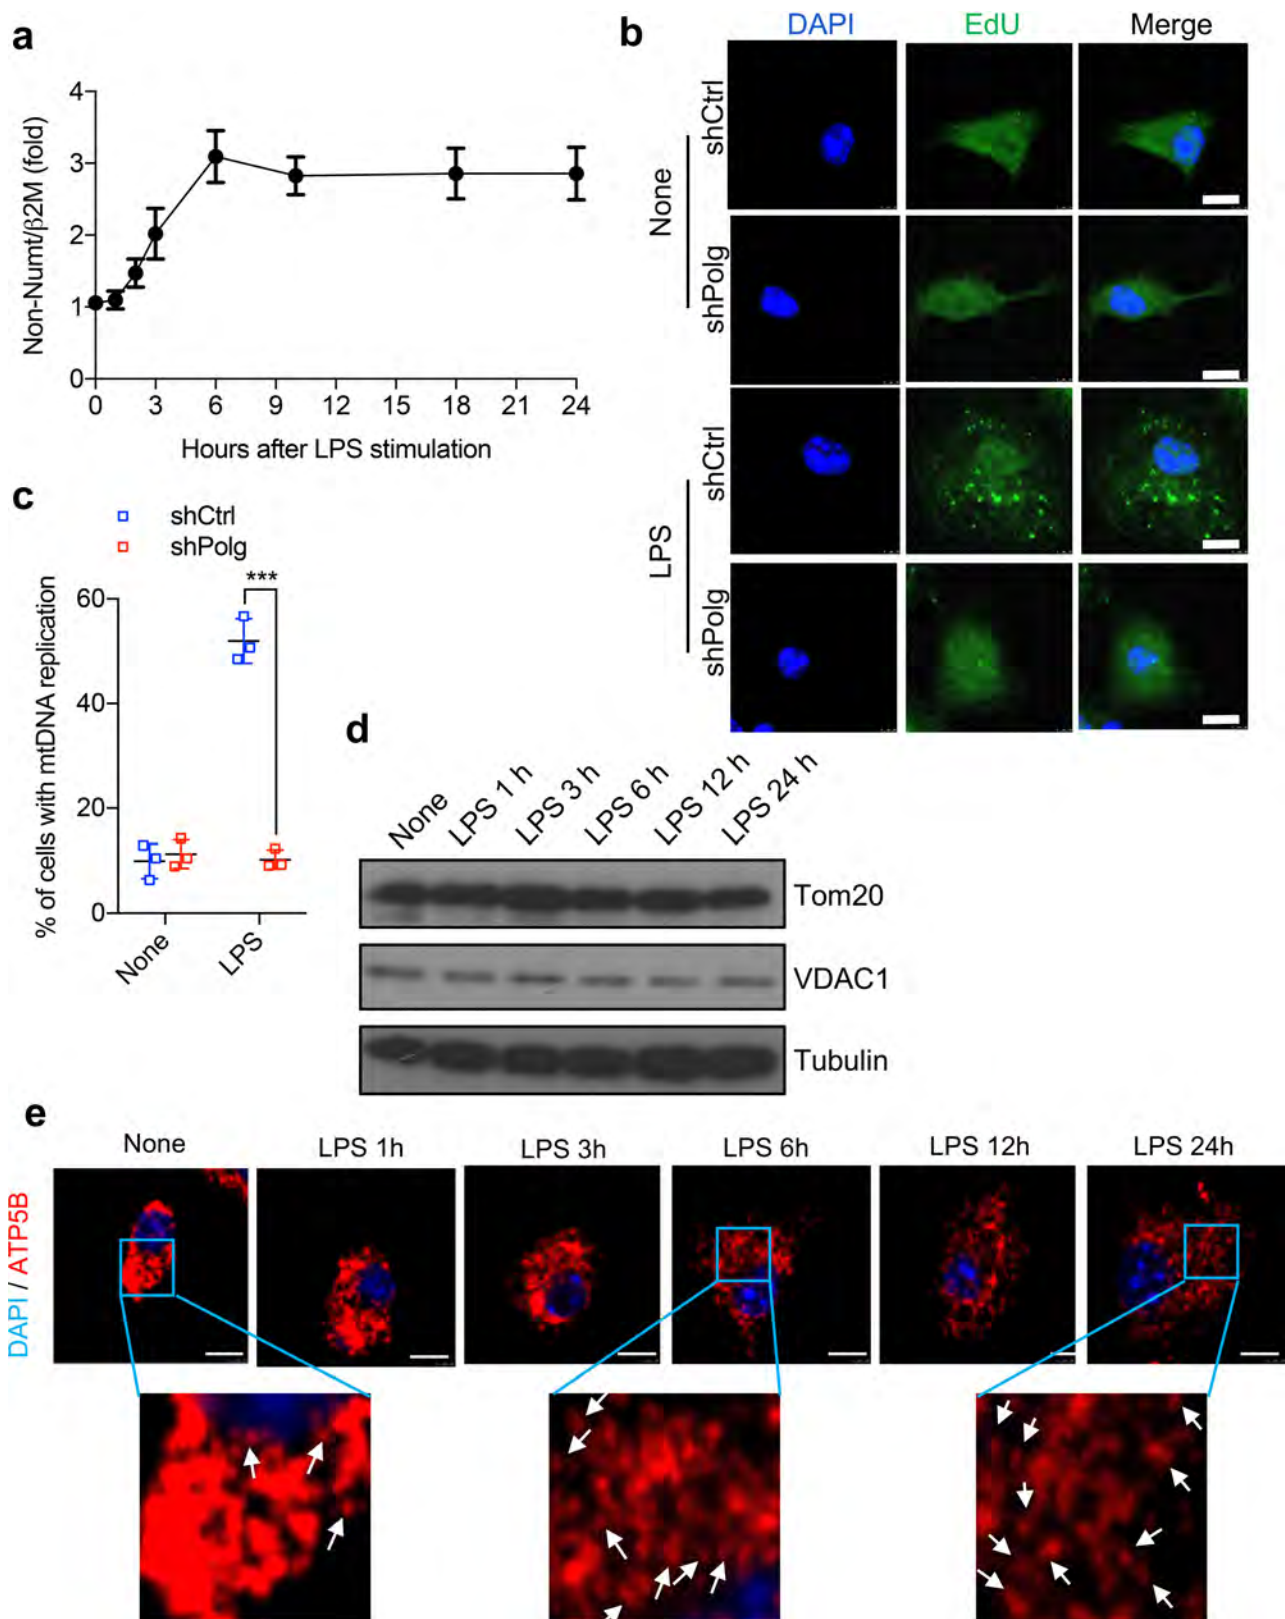 a
Non-Numt/β2M (fold)
4
3
2
1
0
0 3 6 9 12 15 18 21 24
Hours after LPS stimulation
b
DAPI EdU Merge
None
shCtrl
shPolg
LPS
shCtrl
shPolg
c
shCtrl
shPolg
% of cells with mtDNA replication
60
40
20
0
***
None LPS
d
None LPS 1 h LPS 3 h LPS 6 h LPS 12 h LPS 24 h
Tom20
VDAC1
Tubulin
e
DAPI / ATP5B
None LPS 1h LPS 3h LPS 6h LPS 12h LPS 24h